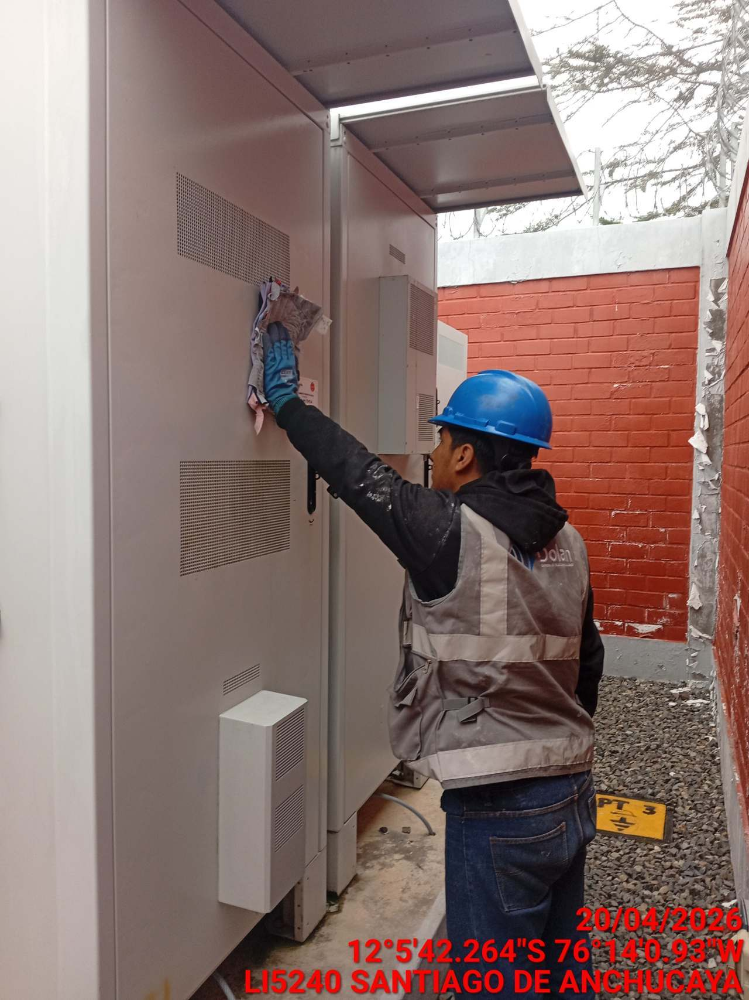 Dolan
PT 3
20/04/2026
12°5'42.264"S 76°14'0.93"W
LI5240 SANTIAGO DE ANCHUCAYA